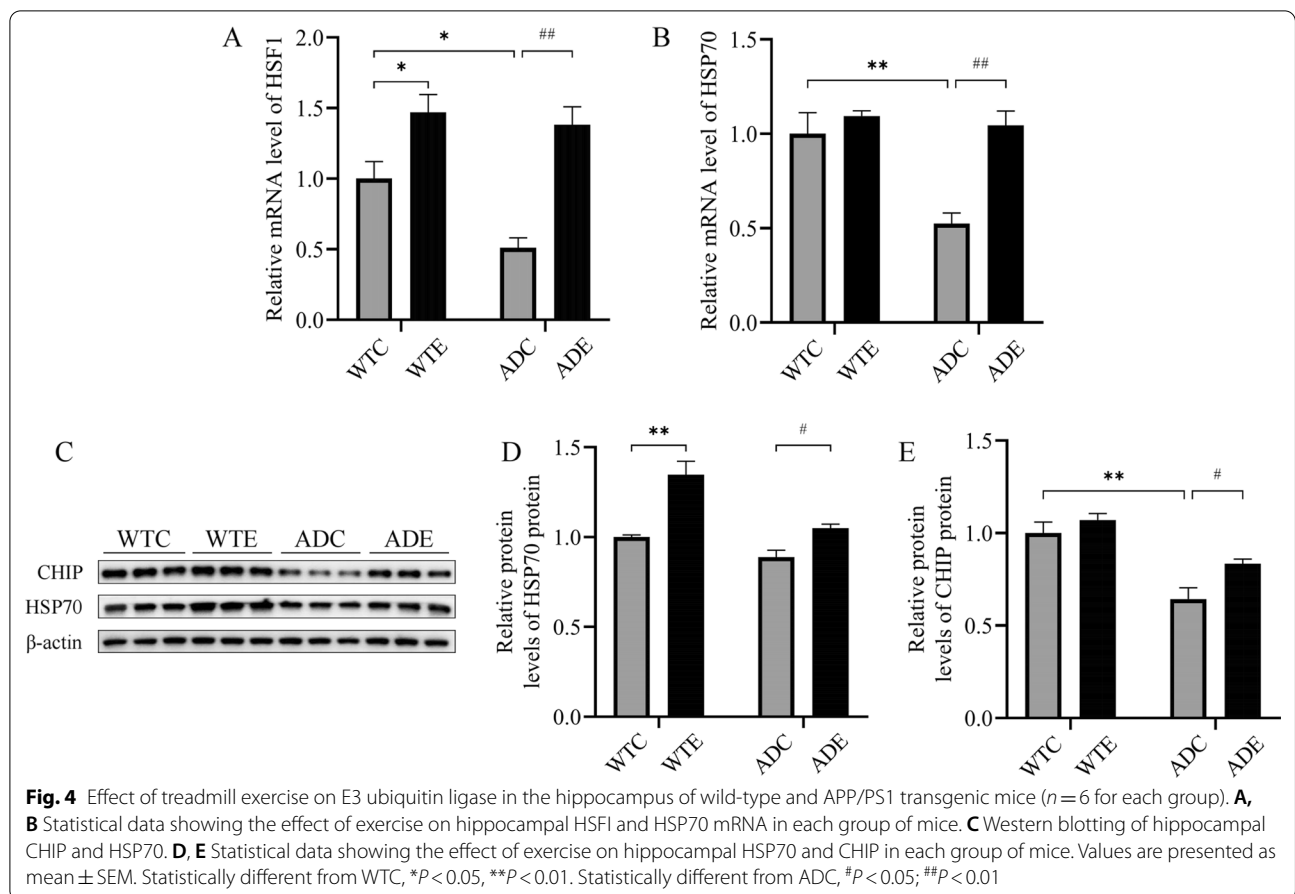 A
Relative mRNA level of HSF1
2.0
1.5
1.0
0.5
0.0
*
*
##
WTC
WTE
ADC
ADE
B
Relative mRNA level of HSP70
1.5
1.0
0.5
0.0
**
##
WTC
WTE
ADC
ADE
C
WTC WTE ADC ADE
CHIP
HSP70
β-actin
D
Relative protein
levels of HSP70 protein
1.5
1.0
0.5
0.0
**
#
WTC
WTE
ADC
ADE
E
Relative protein
levels of CHIP protein
1.5
1.0
0.5
0.0
**
#
WTC
WTE
ADC
ADE
Fig. 4 Effect of treadmill exercise on E3 ubiquitin ligase in the hippocampus of wild-type and APP/PS1 transgenic mice (n = 6 for each group). A,
B Statistical data showing the effect of exercise on hippocampal HSFI and HSP70 mRNA in each group of mice. C Western blotting of hippocampal
CHIP and HSP70. D, E Statistical data showing the effect of exercise on hippocampal HSP70 and CHIP in each group of mice. Values are presented as
mean ± SEM. Statistically different from WTC, *P < 0.05, **P < 0.01. Statistically different from ADC, #P < 0.05; ##P < 0.01